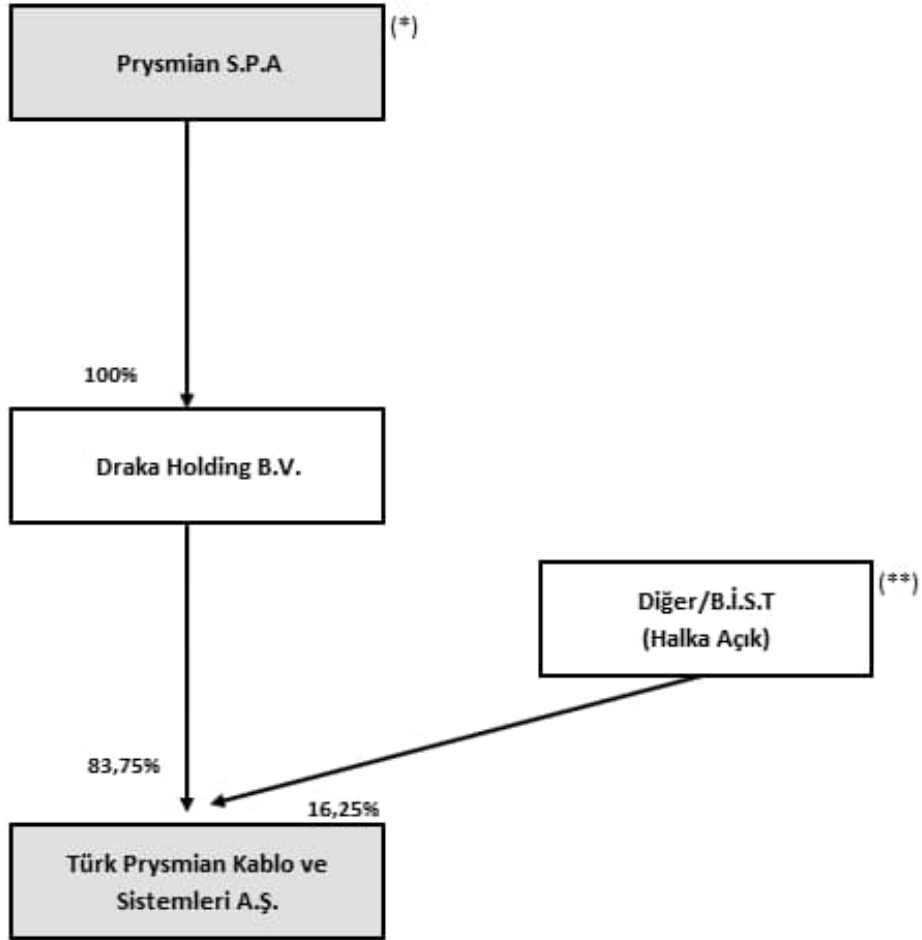 Prysmian S.P.A
(*)
100%
Draka Holding B.V.
Diğer/B.İ.S.T
(Halka Açık)
(**)
83,75%
16,25%
Türk Prysmian Kablo ve
Sistemleri A.Ş.